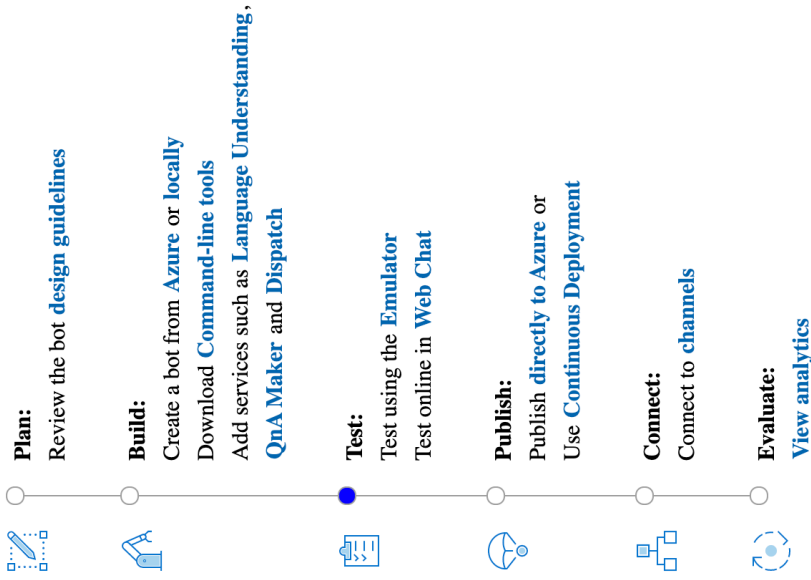 Plan:
Review the bot design guidelines
Build:
Create a bot from Azure or locally
Download Command-line tools
Add services such as Language Understanding,
QnA Maker and Dispatch
Test:
Test using the Emulator
Test online in Web Chat
Publish:
Publish directly to Azure or
Use Continuous Deployment
Connect:
Connect to channels
Evaluate:
View analytics